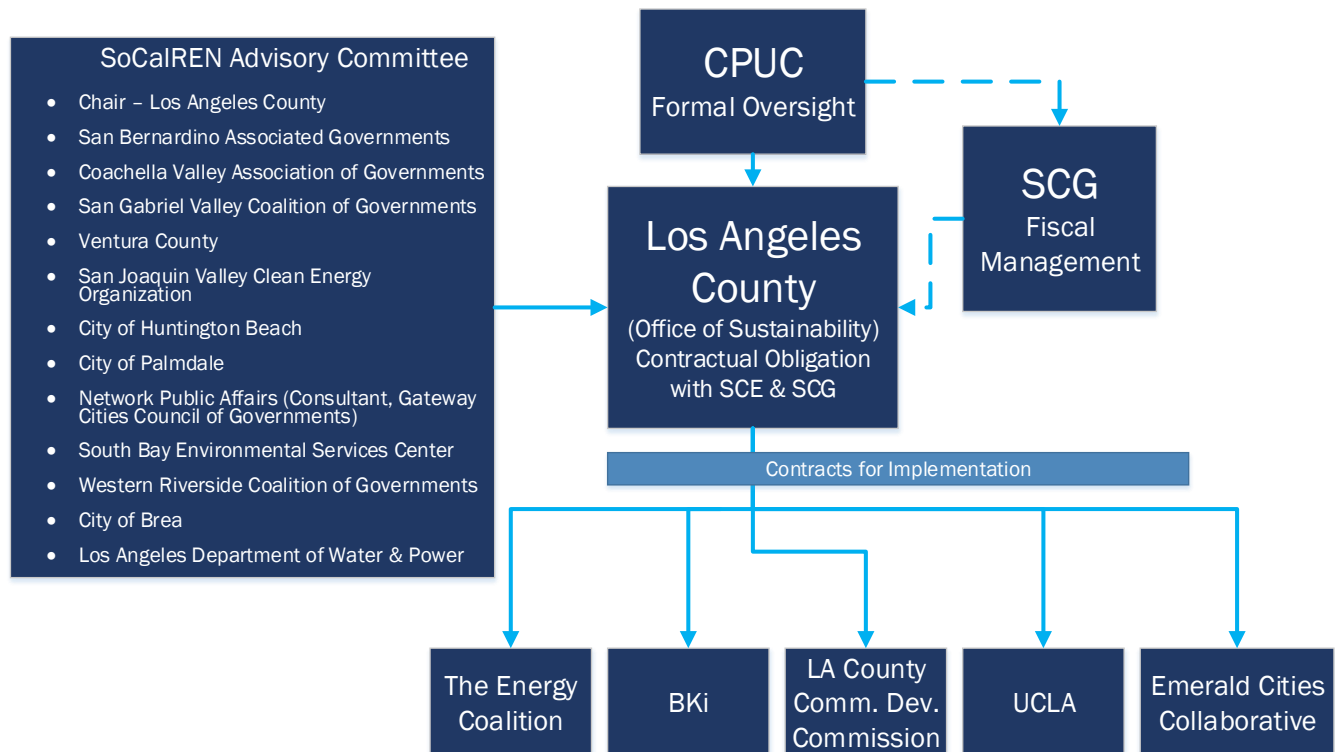 SoCalREN Advisory Committee
• Chair – Los Angeles County
• San Bernardino Associated Governments
• Coachella Valley Association of Governments
• San Gabriel Valley Coalition of Governments
• Ventura County
• San Joaquin Valley Clean Energy
Organization
• City of Huntington Beach
• City of Palmdale
• Network Public Affairs (Consultant, Gateway
Cities Council of Governments)
• South Bay Environmental Services Center
• Western Riverside Coalition of Governments
• City of Brea
• Los Angeles Department of Water & Power
CPUC
Formal Oversight
SCG
Fiscal
Management
Los Angeles
County
(Office of Sustainability)
Contractual Obligation
with SCE & SCG
Contracts for Implementation
The Energy
Coalition
BKi
LA County
Comm. Dev.
Commission
UCLA
Emerald Cities
Collaborative